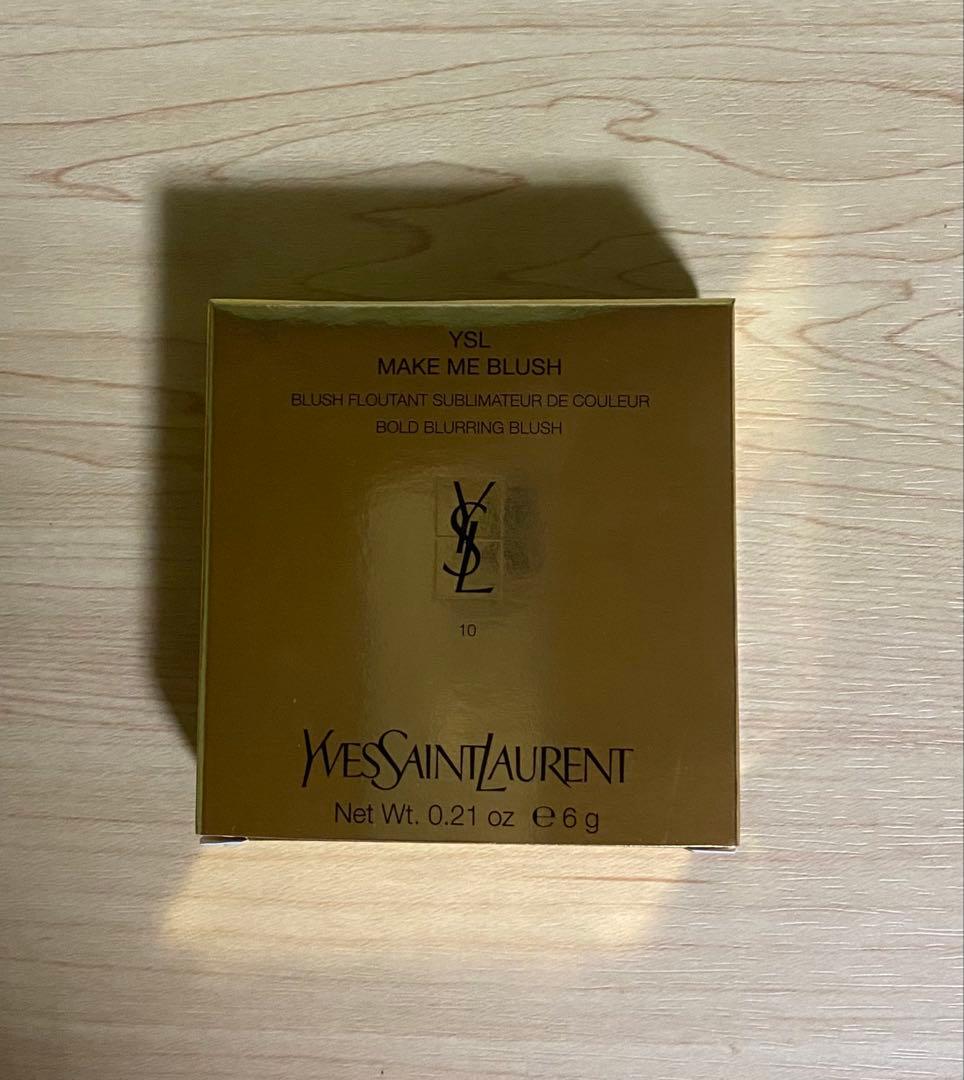 YSL
MAKE ME BLUSH
BLUSH FLOUTANT SUBLIMATEUR DE COULEUR
BOLD BLURRING BLUSH
YSL
10
YVESSAINTLAURENT
Net Wt. 0.21 oz ℮ 6 g